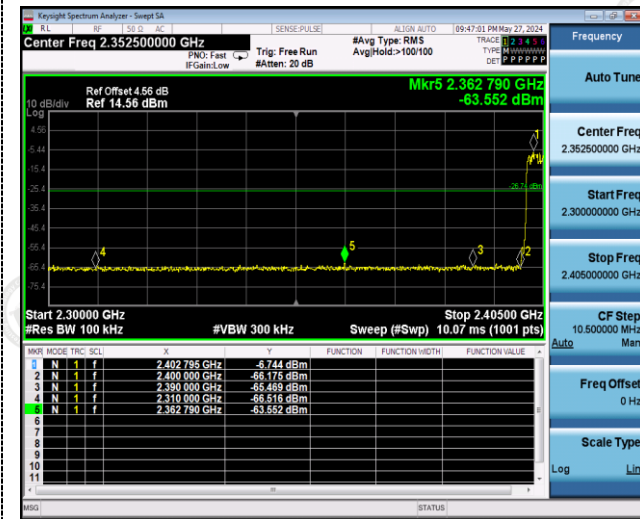 Keysight Spectrum Analyzer - Swept SA
RL RF 50 Ω AC SENSE:PULSE ALIGN AUTO 09:47:01 PM May 27, 2024
Center Freq 2.352500000 GHz #Avg Type: RMS TRACE 1 2 3 4 5 6 Frequency
PNO: Fast Trig: Free Run Avg|Hold:>100/100 TYPE M
IFGain:Low #Atten: 20 dB DET P P P P P P
Auto Tune
Mkr5 2.362 790 GHz
Ref Offset 4.56 dB
10 dB/div Ref 14.56 dBm -63.552 dBm
Log
4.56
-5.44
-15.4
-25.4
-35.4
-45.4
-55.4
-65.4
-75.4
1
-26.74 dBm
5
4
3
2
Center Freq
2.352500000 GHz
Start Freq
2.300000000 GHz
Stop Freq
2.405000000 GHz
Start 2.30000 GHz Stop 2.40500 GHz
#Res BW 100 kHz #VBW 300 kHz Sweep (#Swp) 10.07 ms (1001 pts)
CF Step
10.500000 MHz
Auto Man
MKR MODE TRC SCL X Y FUNCTION FUNCTION WIDTH FUNCTION VALUE
1 N 1 f 2.402 795 GHz -6.744 dBm
2 N 1 f 2.400 000 GHz -66.175 dBm
3 N 1 f 2.390 000 GHz -65.469 dBm
4 N 1 f 2.310 000 GHz -66.516 dBm
5 N 1 f 2.362 790 GHz -63.552 dBm
6
7
8
9
10
11
Freq Offset
0 Hz
Scale Type
Log Lin
MSG STATUS